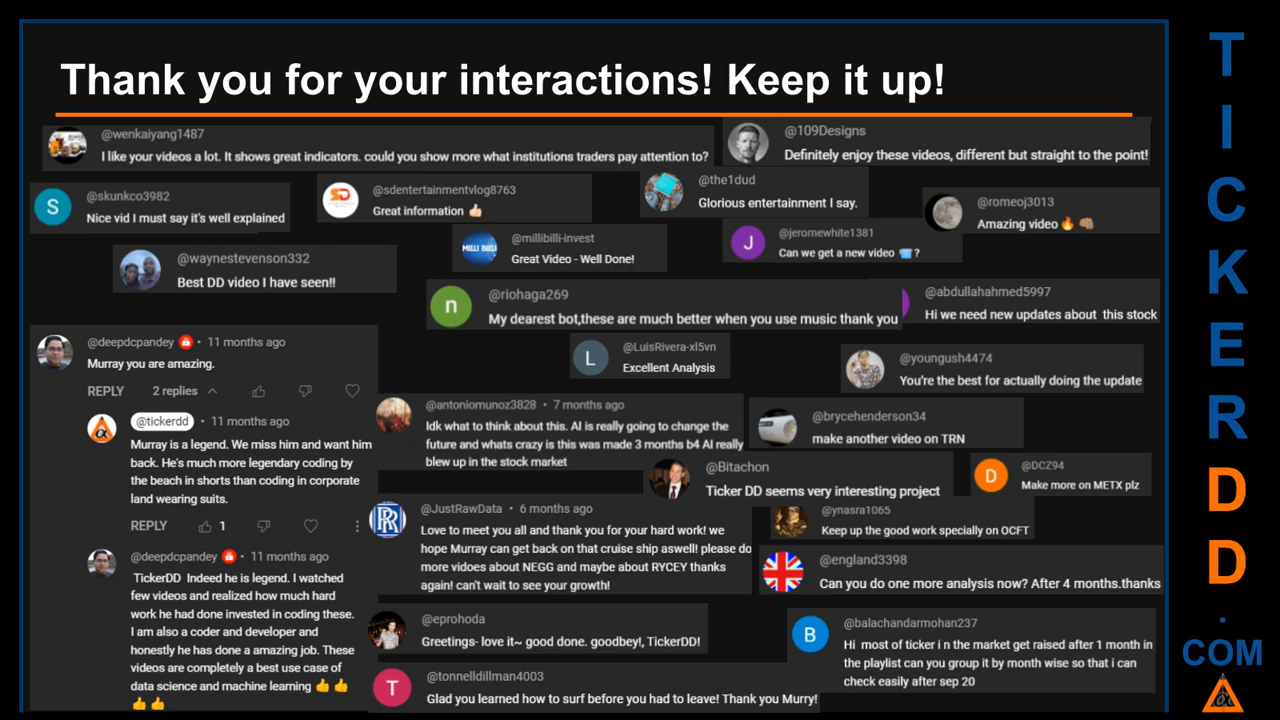 Thank you for your interactions! Keep it up!
@wenkaiyang1487
I like your videos a lot. It shows great indicators. could you show more what institutions traders pay attention to?
@109Designs
Definitely enjoy these videos, different but straight to the point!
S
@skunkco3982
Nice vid I must say it's well explained
SD
@sdentertainmentvlog8763
Great information 👍🏻
@the1dud
Glorious entertainment I say.
@romeoj3013
Amazing video 🔥 👊🏽
@waynestevenson332
Best DD video I have seen!!
MILLI BILLI
@millibilli-invest
Great Video - Well Done!
J
@jeromewhite1381
Can we get a new video ?
n
@riohaga269
My dearest bot,these are much better when you use music thank you
@abdullahahmed5997
Hi we need new updates about this stock
L
@LuisRivera-xl5vn
Excellent Analysis
@youngush4474
You're the best for actually doing the update
@deepdcpandey • 11 months ago
Murray you are amazing.
REPLY 2 replies
@tickerdd • 11 months ago
Murray is a legend. We miss him and want him
back. He's much more legendary coding by
the beach in shorts than coding in corporate
land wearing suits.
REPLY 1
@deepdcpandey • 11 months ago
TickerDD Indeed he is legend. I watched
few videos and realized how much hard
work he had done invested in coding these.
I am also a coder and developer and
honestly he has done a amazing job. These
videos are completely a best use case of
data science and machine learning 👍 👍
👍 👍
@antoniomunoz3828 • 7 months ago
Idk what to think about this. AI is really going to change the
future and whats crazy is this was made 3 months b4 AI really
blew up in the stock market
@brycehenderson34
make another video on TRN
@Bitachon
Ticker DD seems very interesting project
D
@DCZ94
Make more on METX plz
RR
@JustRawData • 6 months ago
Love to meet you all and thank you for your hard work! we
hope Murray can get back on that cruise ship aswell! please do
more vidoes about NEGG and maybe about RYCEY thanks
again! can't wait to see your growth!
@ynasra1065
Keep up the good work specially on OCFT
@england3398
Can you do one more analysis now? After 4 months.thanks
@eprohoda
Greetings- love it~ good done. goodbey!, TickerDD!
B
@balachandarmohan237
Hi most of ticker i n the market get raised after 1 month in
the playlist can you group it by month wise so that i can
check easily after sep 20
T
@tonnelldillman4003
Glad you learned how to surf before you had to leave! Thank you Murry!
T
I
C
K
E
R
D
D
.
COM